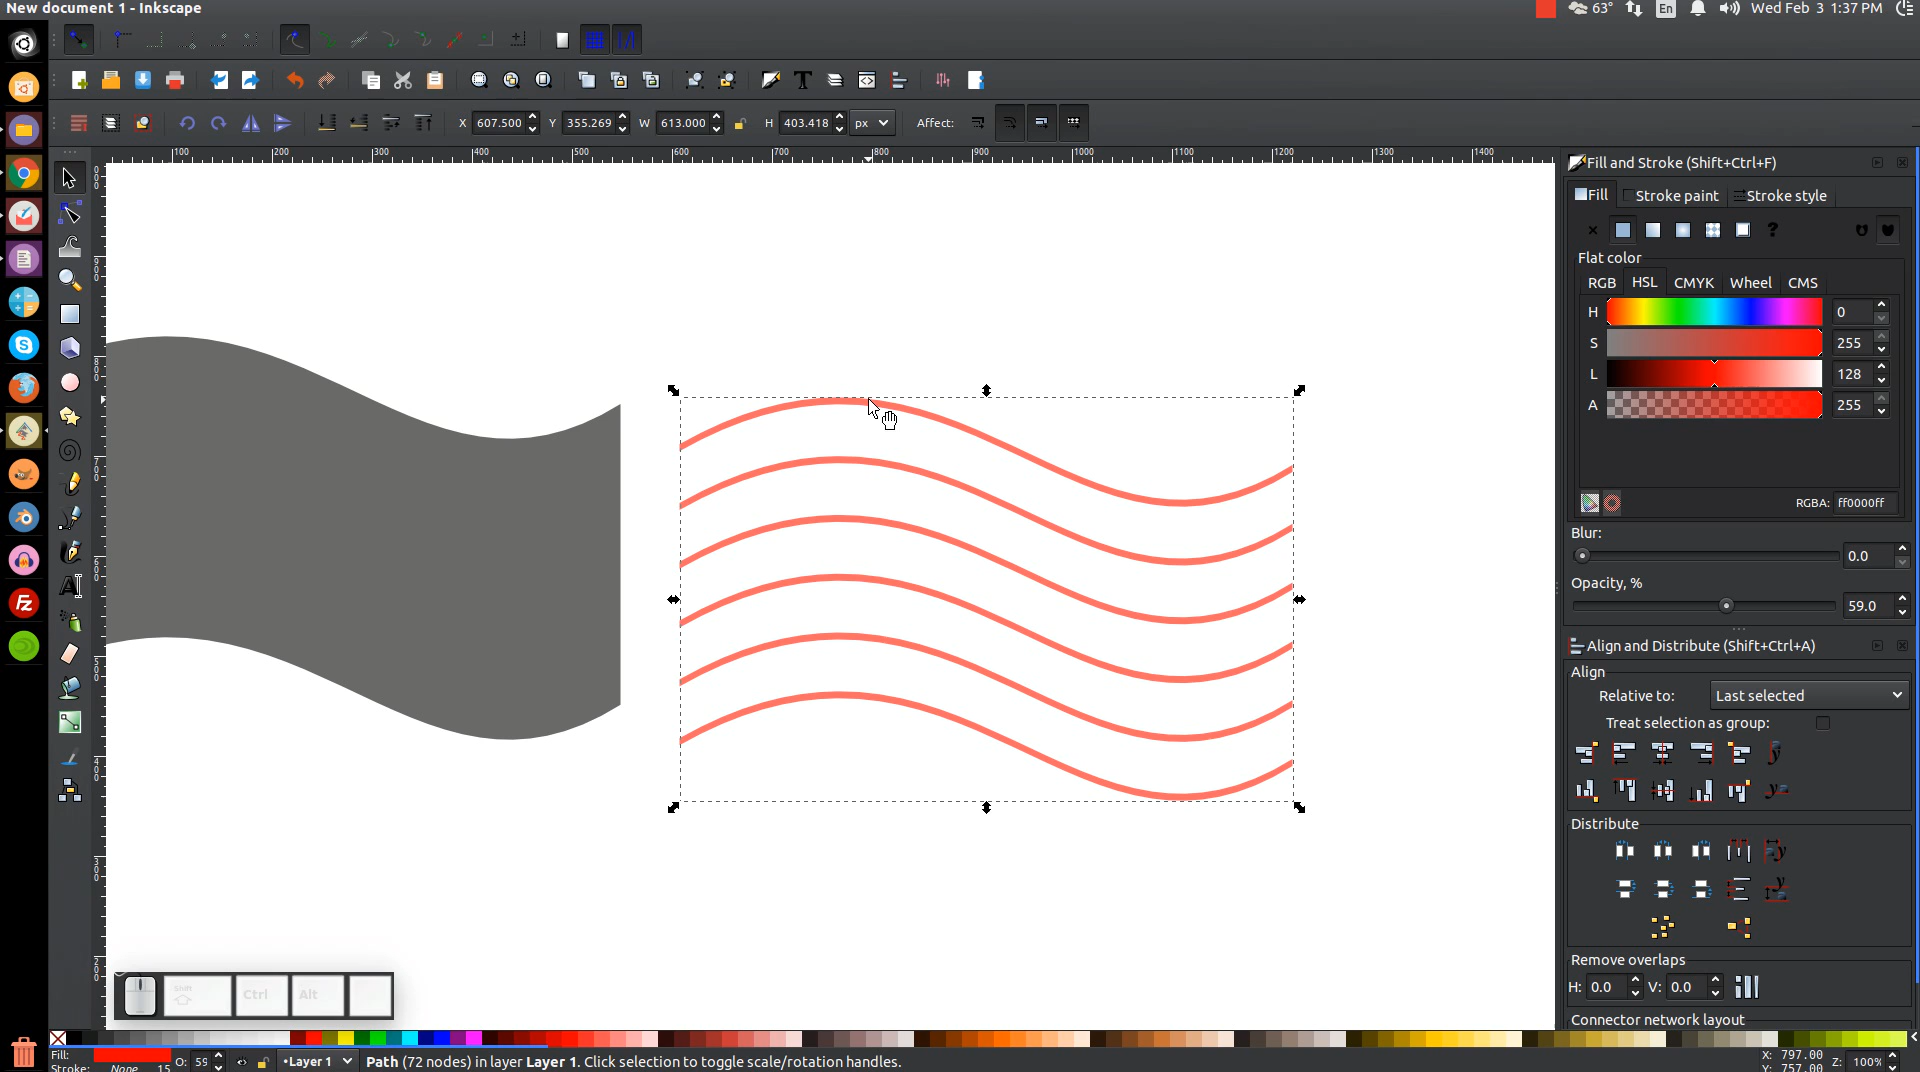 New document 1 - Inkscape
63° En Wed Feb 3 1:37 PM
X 607.500 Y 355.269 W 613.000 H 403.418 px Affect:
100 200 300 400 500 600 700 800 900 1000 1100 1200 1300 1400
Fill and Stroke (Shift+Ctrl+F)
Fill Stroke paint Stroke style
Flat color
RGB HSL CMYK Wheel CMS
H 0
S 255
L 128
A 255
RGBA: ff0000ff
Blur:
0.0
Opacity, %
59.0
Align and Distribute (Shift+Ctrl+A)
Align
Relative to: Last selected
Treat selection as group:
Distribute
Remove overlaps
H: 0.0 V: 0.0
Connector network layout
Shift Ctrl Alt
Fill: O: 59 •Layer 1 Path (72 nodes) in layer Layer 1. Click selection to toggle scale/rotation handles.
Stroke: None 15
X: 797.00 Z: 100%
Y: 757.00